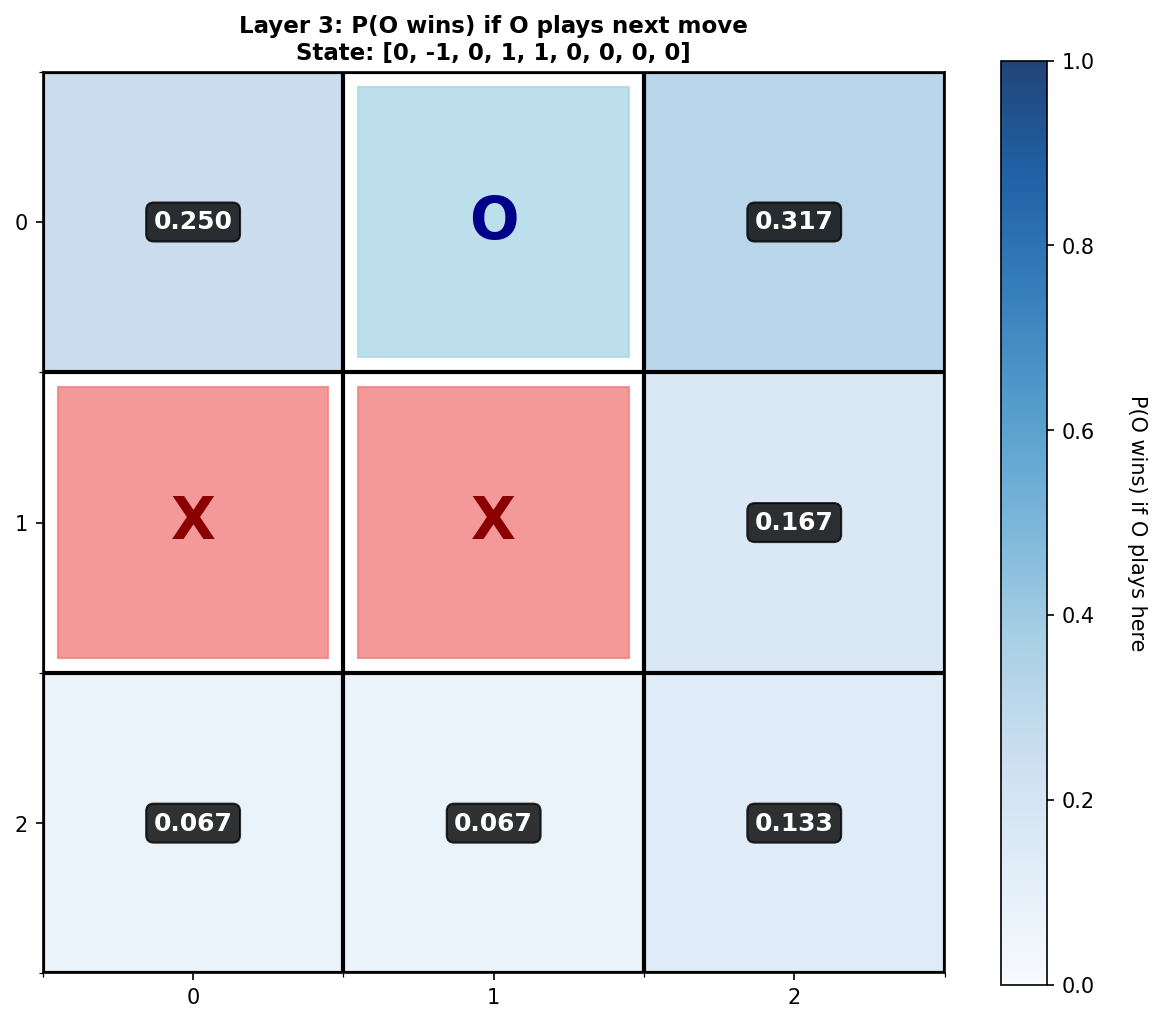 Layer 3: P(O wins) if O plays next move
State: [0, -1, 0, 1, 1, 0, 0, 0, 0]
0.250 O 0.317
X X 0.167
0.067 0.067 0.133
0
1
2
0 1 2
1.0
0.8
0.6
0.4
0.2
0.0
P(O wins) if O plays here